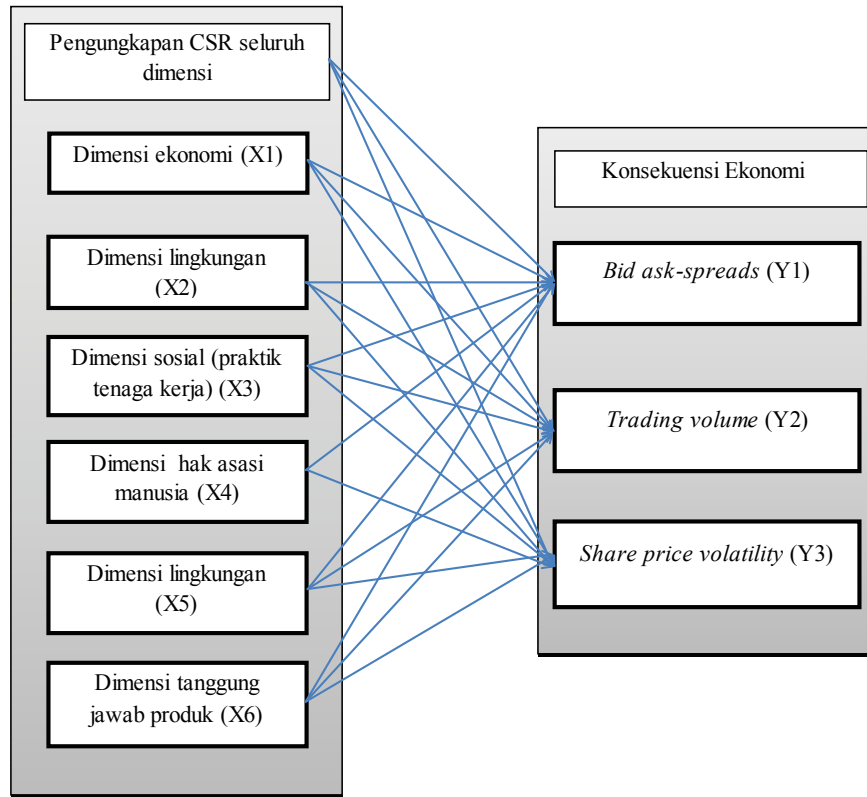 Pengungkapan CSR seluruh
dimensi
Dimensi ekonomi (X1)
Dimensi lingkungan
(X2)
Dimensi sosial (praktik
tenaga kerja) (X3)
Dimensi hak asasi
manusia (X4)
Dimensi lingkungan
(X5)
Dimensi tanggung
jawab produk (X6)
Konsekuensi Ekonomi
Bid ask-spreads (Y1)
Trading volume (Y2)
Share price volatility (Y3)